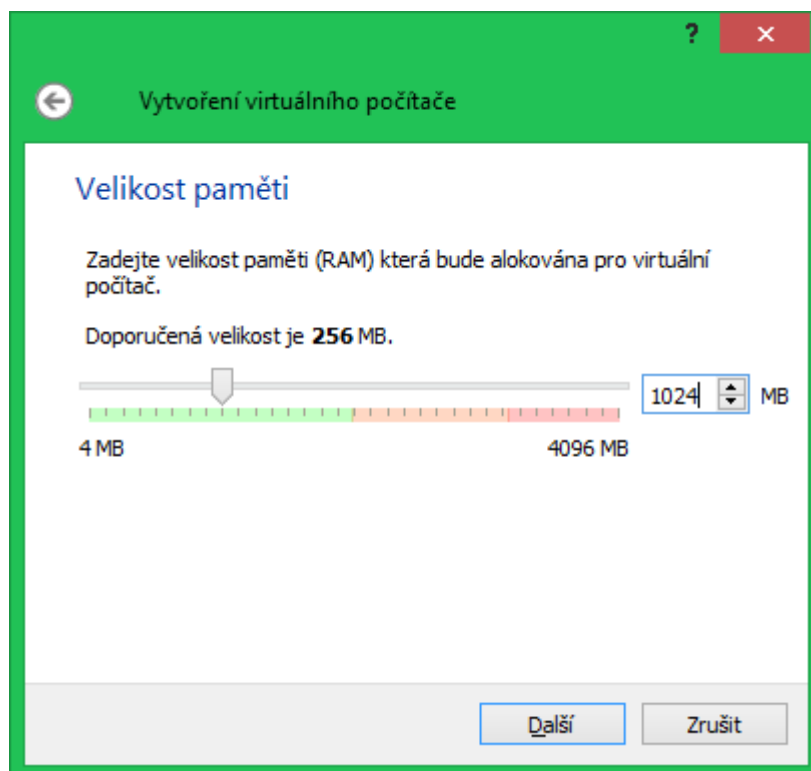 ?
Vytvoření virtuálního počítače
Velikost paměti
Zadejte velikost paměti (RAM) která bude alokována pro virtuální
počítač.
Doporučená velikost je 256 MB.
1024 MB
4 MB 4096 MB
Další Zrušit